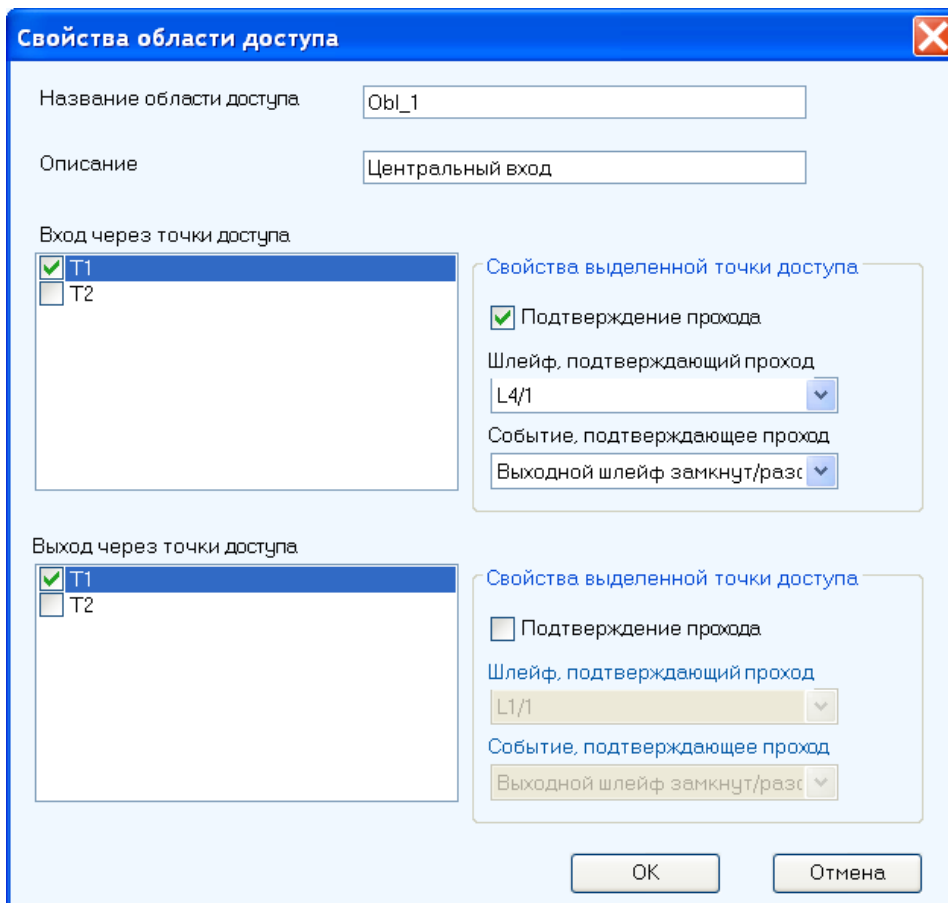 Свойства области доступа
Название области доступа
Obl_1
Описание
Центральный вход
Вход через точки доступа
T1
T2
Свойства выделенной точки доступа
Подтверждение прохода
Шлейф, подтверждающий проход
L4/1
Событие, подтверждающее проход
Выходной шлейф замкнут/разо
Выход через точки доступа
T1
T2
Свойства выделенной точки доступа
Подтверждение прохода
Шлейф, подтверждающий проход
L1/1
Событие, подтверждающее проход
Выходной шлейф замкнут/разо
OK
Отмена